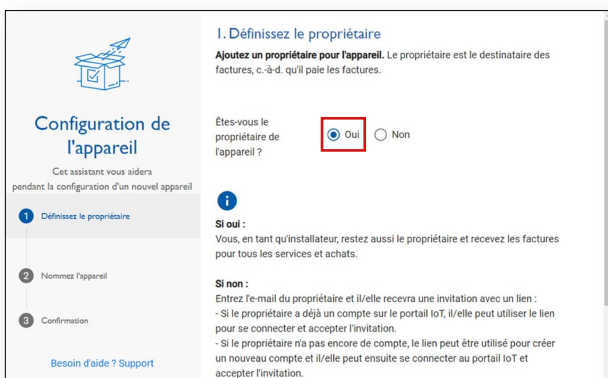 Configuration de
l'appareil
Cet assistant vous aidera
pendant la configuration d'un nouvel appareil
1 Définissez le propriétaire
2 Nommez l'appareil
3 Confirmation
Besoin d'aide ? Support
1. Définissez le propriétaire
Ajoutez un propriétaire pour l'appareil. Le propriétaire est le destinataire des
factures, c.-à-d. qu'il paie les factures.
Êtes-vous le
propriétaire de
l'appareil ?
Oui Non
Si oui :
Vous, en tant qu'installateur, restez aussi le propriétaire et recevez les factures
pour tous les services et achats.
Si non :
Entrez l'e-mail du propriétaire et il/elle recevra une invitation avec un lien :
- Si le propriétaire a déjà un compte sur le portail IoT, il/elle peut utiliser le lien
pour se connecter et accepter l'invitation.
- Si le propriétaire n'a pas encore de compte, le lien peut être utilisé pour créer
un nouveau compte et il/elle peut ensuite se connecter au portail IoT et
accepter l'invitation.